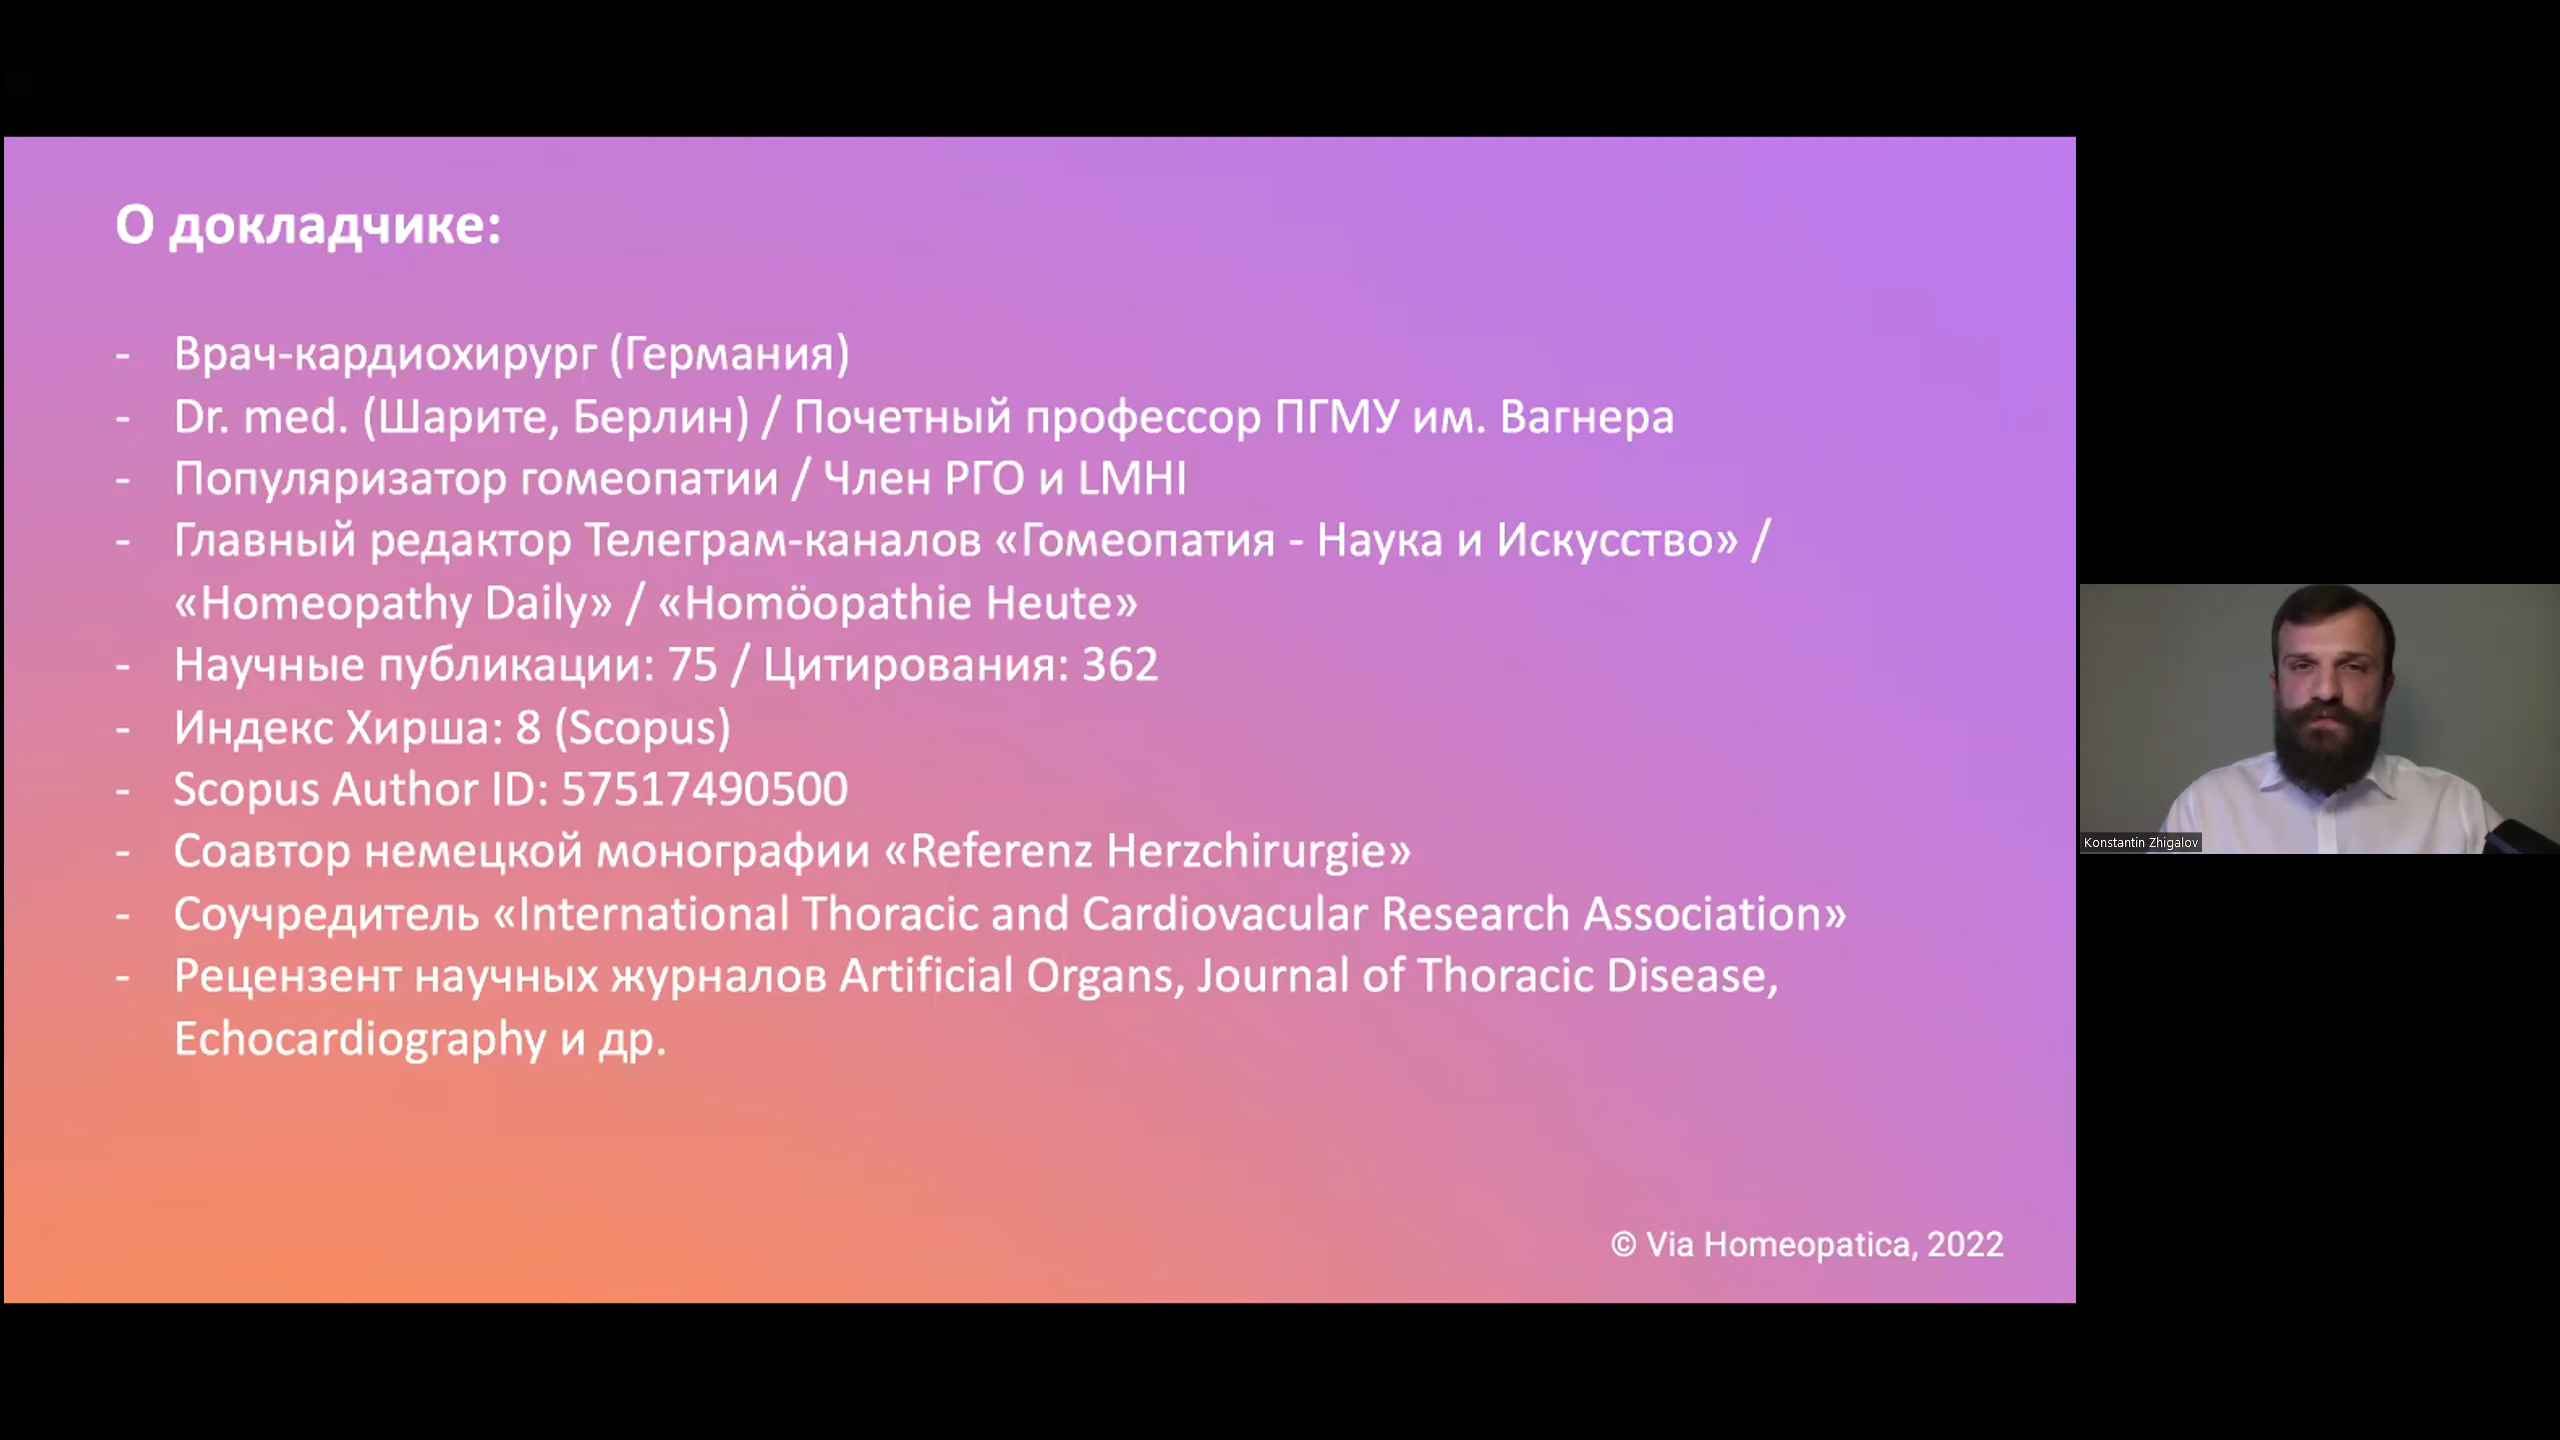 О докладчике:
- Врач-кардиохирург (Германия)
- Dr. med. (Шарите, Берлин) / Почетный профессор ПГМУ им. Вагнера
- Популяризатор гомеопатии / Член РГО и LMHI
- Главный редактор Телеграм-каналов «Гомеопатия - Наука и Искусство» /
«Homeopathy Daily» / «Homöopathie Heute»
- Научные публикации: 75 / Цитирования: 362
- Индекс Хирша: 8 (Scopus)
- Scopus Author ID: 57517490500
- Соавтор немецкой монографии «Referenz Herzchirurgie»
- Соучредитель «International Thoracic and Cardiovacular Research Association»
- Рецензент научных журналов Artificial Organs, Journal of Thoracic Disease,
Echocardiography и др.
© Via Homeopatica, 2022
Konstantin Zhigalov